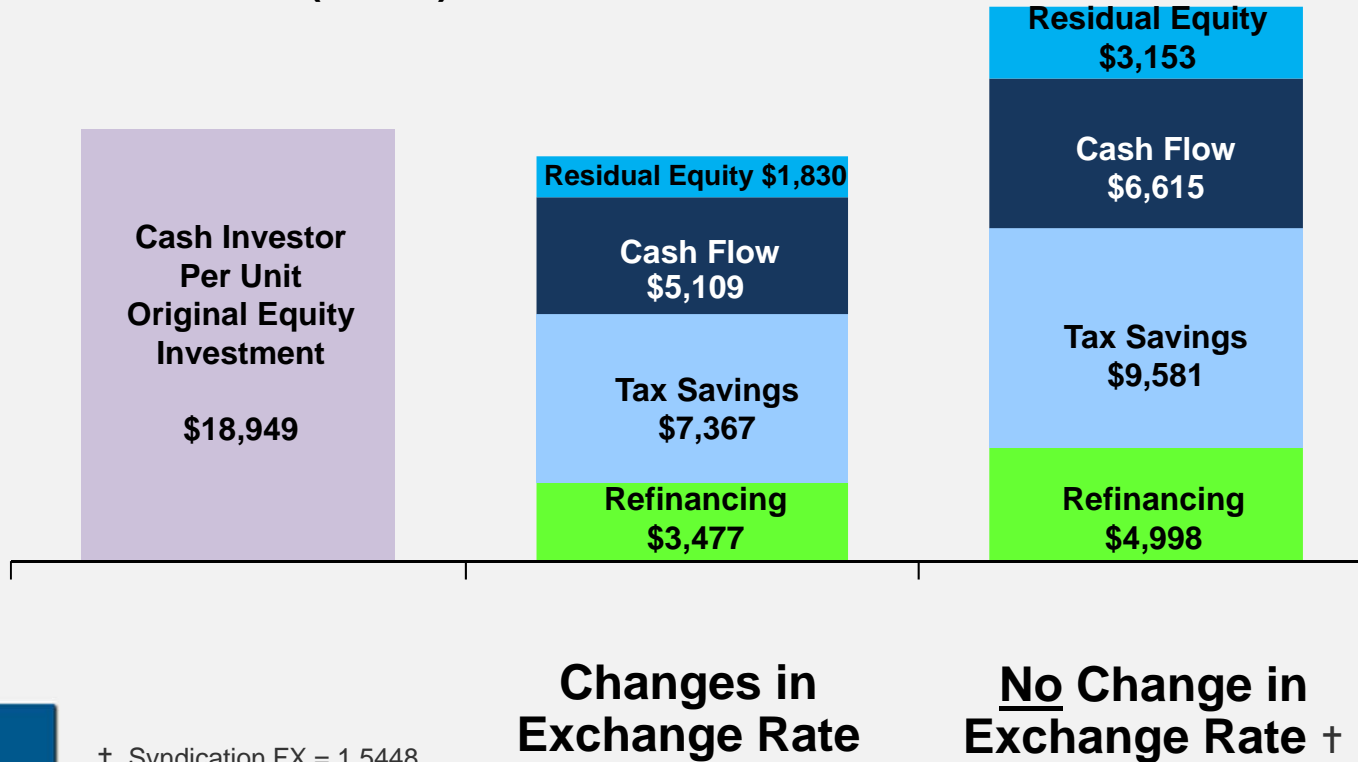 Cash Investor
Per Unit
Original Equity
Investment
$18,949
Residual Equity $1,830
Cash Flow
$5,109
Tax Savings
$7,367
Refinancing
$3,477
Residual Equity
$3,153
Cash Flow
$6,615
Tax Savings
$9,581
Refinancing
$4,998
Changes in
Exchange Rate
No Change in
Exchange Rate †
† Syndication FX = 1.5448